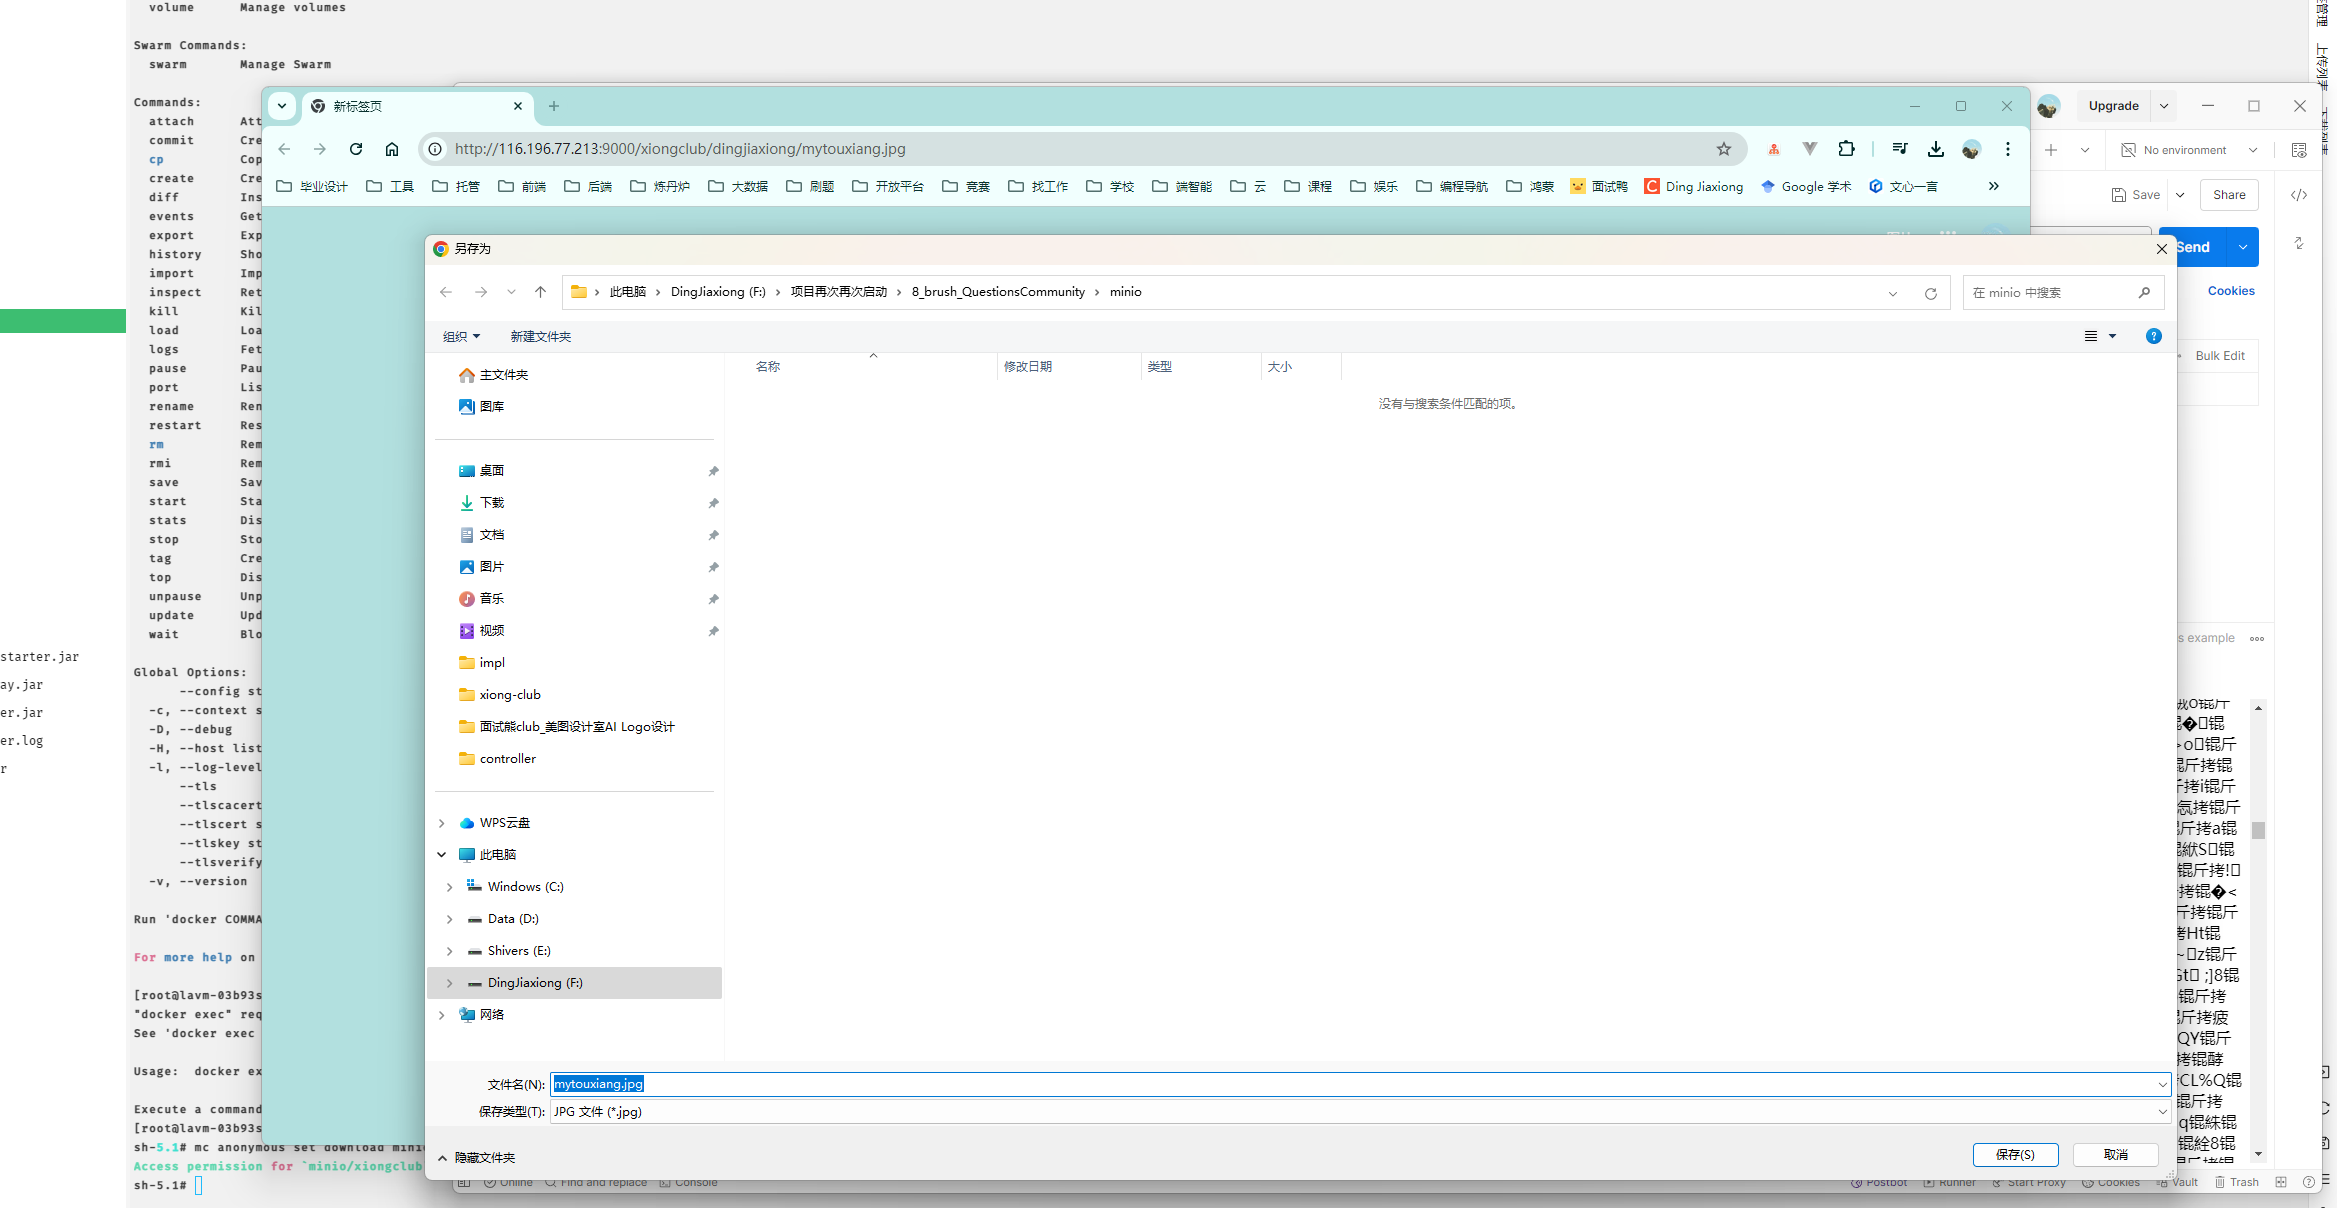 volume Manage volumes
Swarm Commands:
swarm Manage Swarm
Commands:
attach Att
commit Cre
cp Cop
create Cre
diff Ins
events Get
export Exp
history Sho
import Imp
inspect Ret
kill Kil
load Loa
logs Fet
pause Pau
port Lis
rename Ren
restart Res
rm Rem
rmi Rem
save Sav
start Sta
stats Dis
stop Sto
tag Cre
top Dis
unpause Unp
update Upd
wait Blo
Global Options:
--config st
-c, --context s
-D, --debug
-H, --host list
-l, --log-level
--tls
--tlscacert
--tlscert s
--tlskey st
--tlsverify
-v, --version
Run 'docker COMMA
For more help on
[root@lavm-03b93s
"docker exec" req
See 'docker exec
Usage: docker ex
Execute a command
[root@lavm-03b93s
sh-5.1# mc anonymous set download mini
Access permission for `minio/xiongclub
sh-5.1#
starter.jar
ay.jar
er.jar
er.log
r
新标签页
http://116.196.77.213:9000/xiongclub/dingjiaxiong/mytouxiang.jpg
毕业设计 工具 托管 前端 后端 炼丹炉 大数据 刷题 开放平台 竞赛 找工作 学校 端智能 云 课程 娱乐 编程导航 鸿蒙 面试鸭 Ding Jiaxiong Google 学术 文心一言
另存为
此电脑 DingJiaxiong (F:) 项目再次再次启动 8_brush_QuestionsCommunity minio
在 minio 中搜索
组织 新建文件夹
名称 修改日期 类型 大小
没有与搜索条件匹配的项。
主文件夹
图库
桌面
下载
文档
图片
音乐
视频
impl
xiong-club
面试熊club_美图设计室AI Logo设计
controller
WPS云盘
此电脑
Windows (C:)
Data (D:)
Shivers (E:)
DingJiaxiong (F:)
网络
文件名(N): mytouxiang.jpg
保存类型(T): JPG 文件 (*.jpg)
隐藏文件夹
保存(S) 取消
Upgrade
No environment
Save Share
Send
Cookies
Bulk Edit
s example
Online Find and replace Console
Postbot Runner Start Proxy Cookies Vault Trash